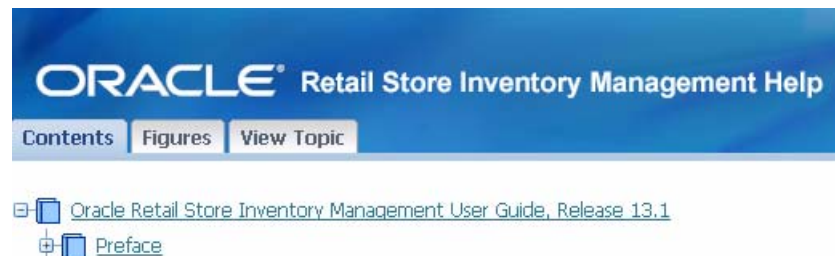 ORACLE® Retail Store Inventory Management Help
Contents Figures View Topic
Oracle Retail Store Inventory Management User Guide, Release 13.1
Preface